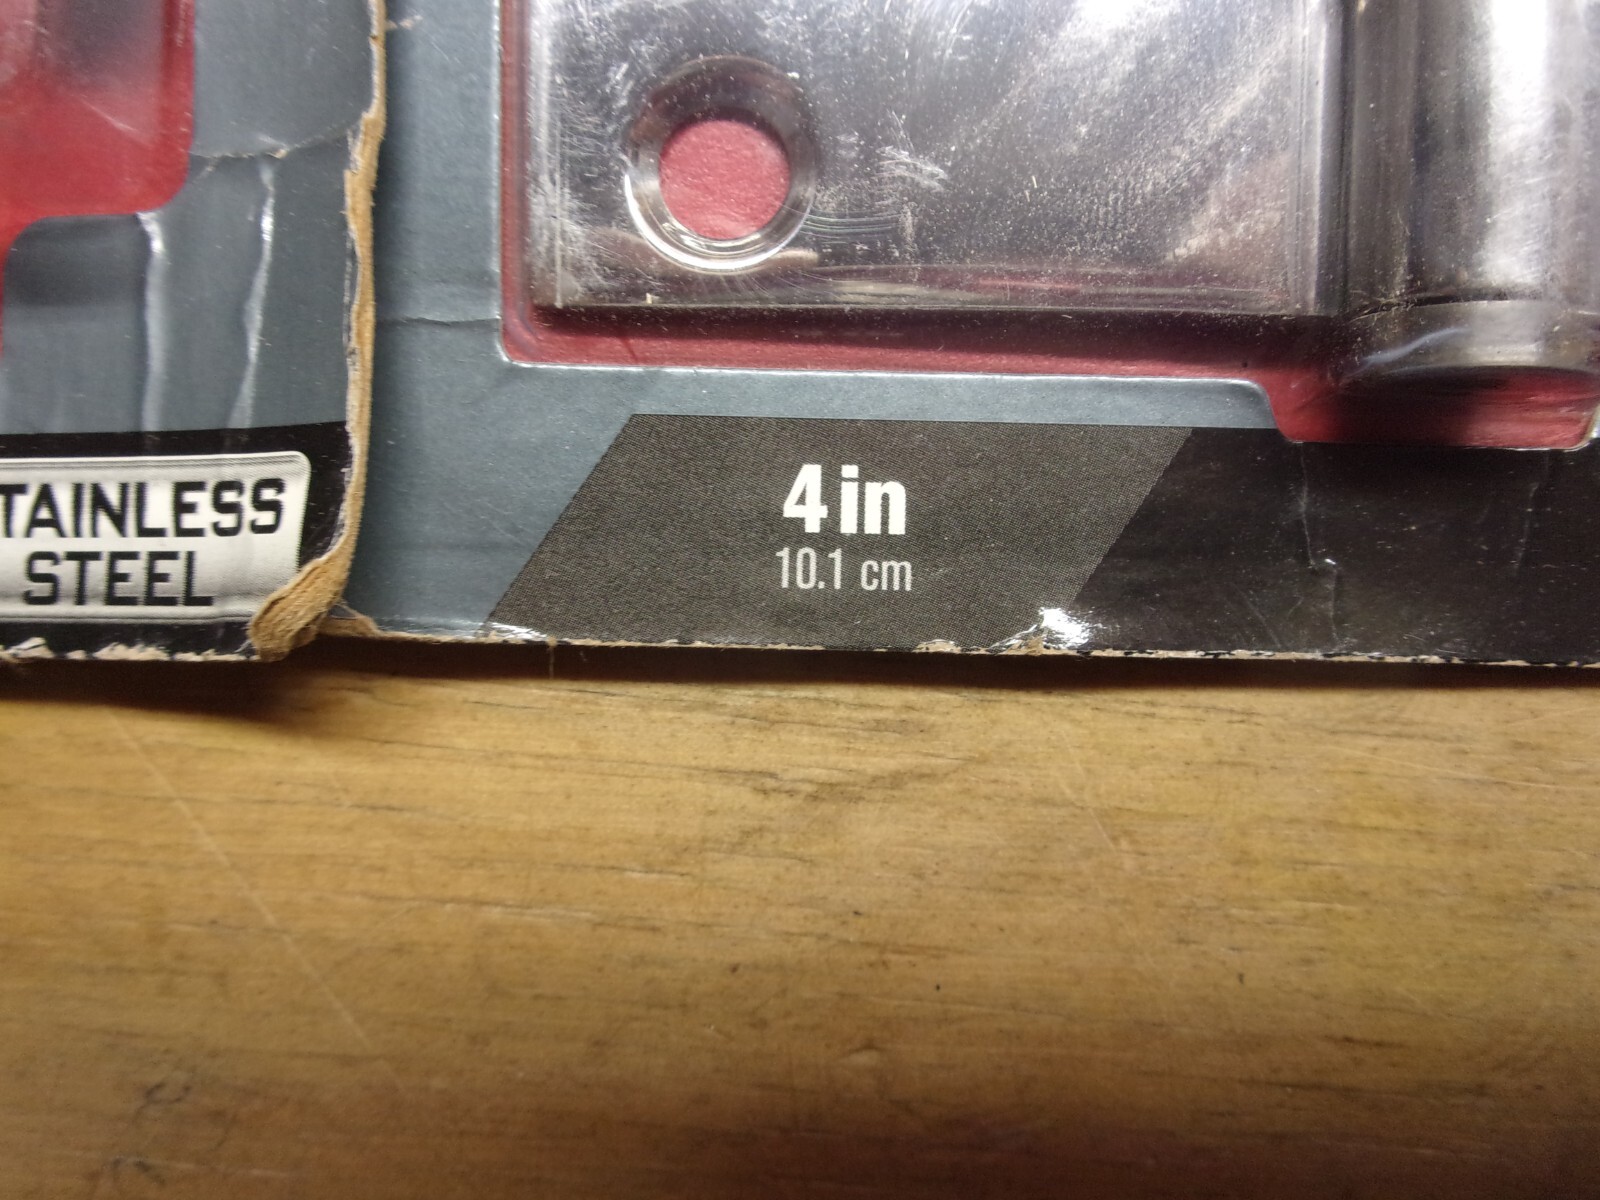 TAINLESS
STEEL
4 in
10.1 cm